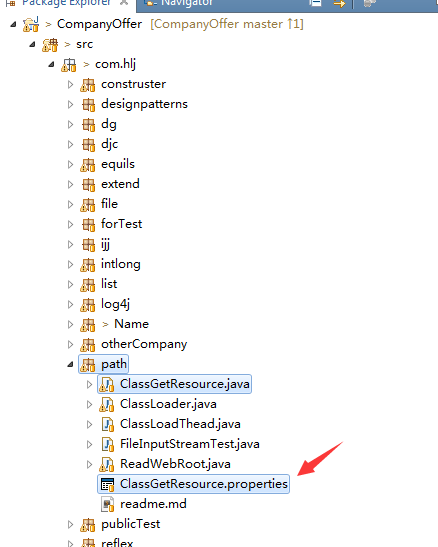 Package Explorer
Navigator
> CompanyOffer [CompanyOffer master ↑1]
> src
> com.hlj
construster
designpatterns
dg
djc
equils
extend
file
forTest
ijj
intlong
list
log4j
> Name
otherCompany
path
ClassGetResource.java
ClassLoader.java
ClassLoadThead.java
FileInputStreamTest.java
ReadWebRoot.java
ClassGetResource.properties
readme.md
publicTest
reflex